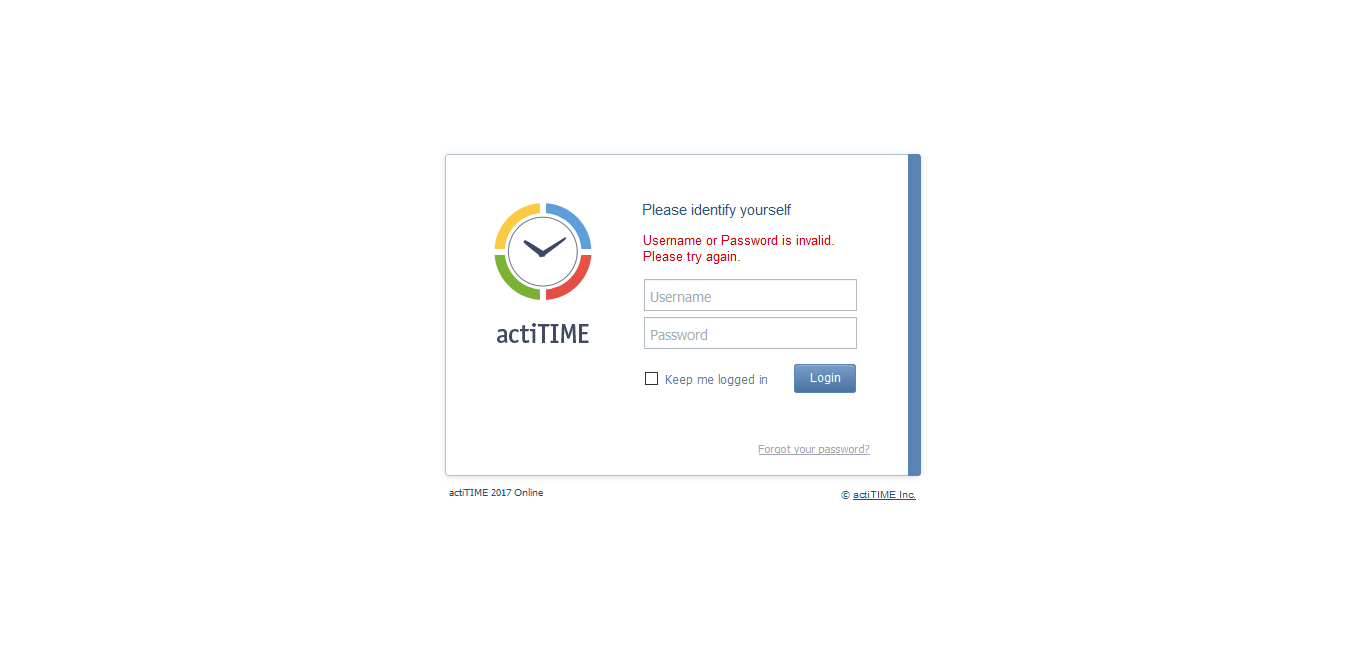 Please identify yourself
Username or Password is invalid.
Please try again.
Username
Password
actiTIME
Keep me logged in
Login
Forgot your password?
actiTIME 2017 Online
© actiTIME Inc.